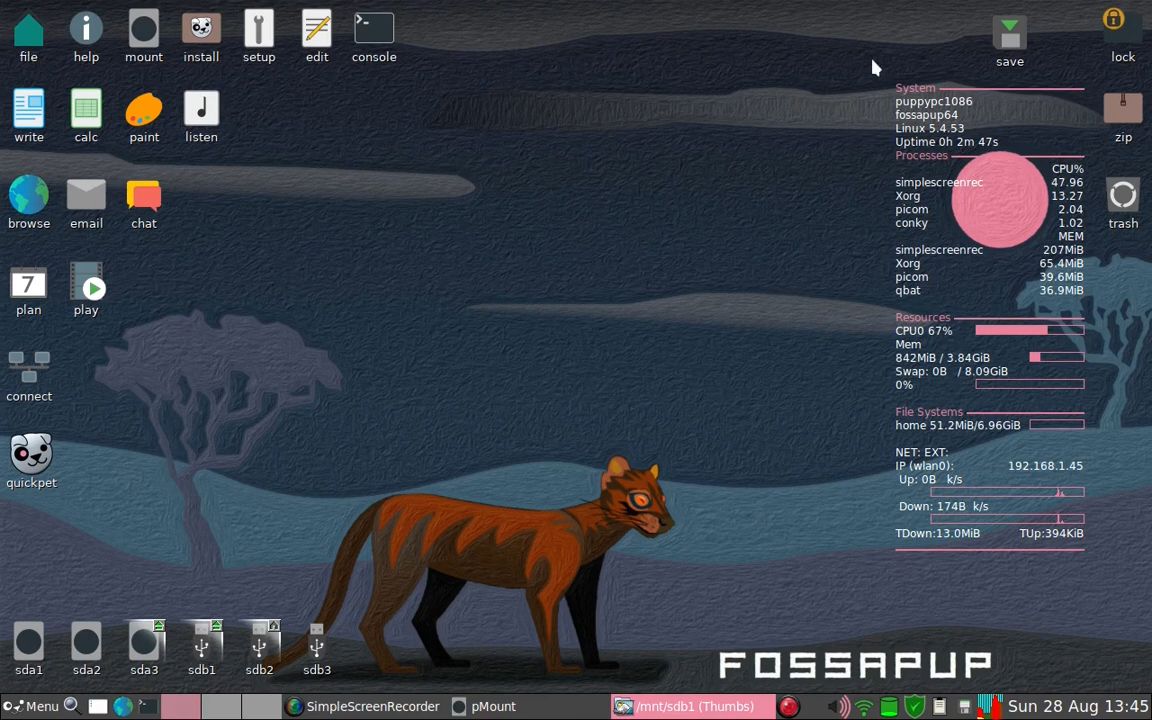 file help mount install setup edit console
write calc paint listen
browse email chat
7
plan play
connect
quickpet
save lock
zip
trash
System
puppypc1086
fossapup64
Linux 5.4.53
Uptime 0h 2m 47s
Processes
CPU%
simplescreenrec 47.96
Xorg 13.27
picom 2.04
conky 1.02
MEM
simplescreenrec 207MiB
Xorg 65.4MiB
picom 39.6MiB
qbat 36.9MiB
Resources
CPU0 67%
Mem
842MiB / 3.84GiB
Swap: 0B / 8.09GiB
0%
File Systems
home 51.2MiB/6.96GiB
NET: EXT:
IP (wlan0): 192.168.1.45
Up: 0B k/s
Down: 174B k/s
TDown:13.0MiB TUp:394KiB
sda1 sda2 sda3 sdb1 sdb2 sdb3
FOSSAPUP
Menu SimpleScreenRecorder pMount /mnt/sdb1 (Thumbs) Sun 28 Aug 13:45